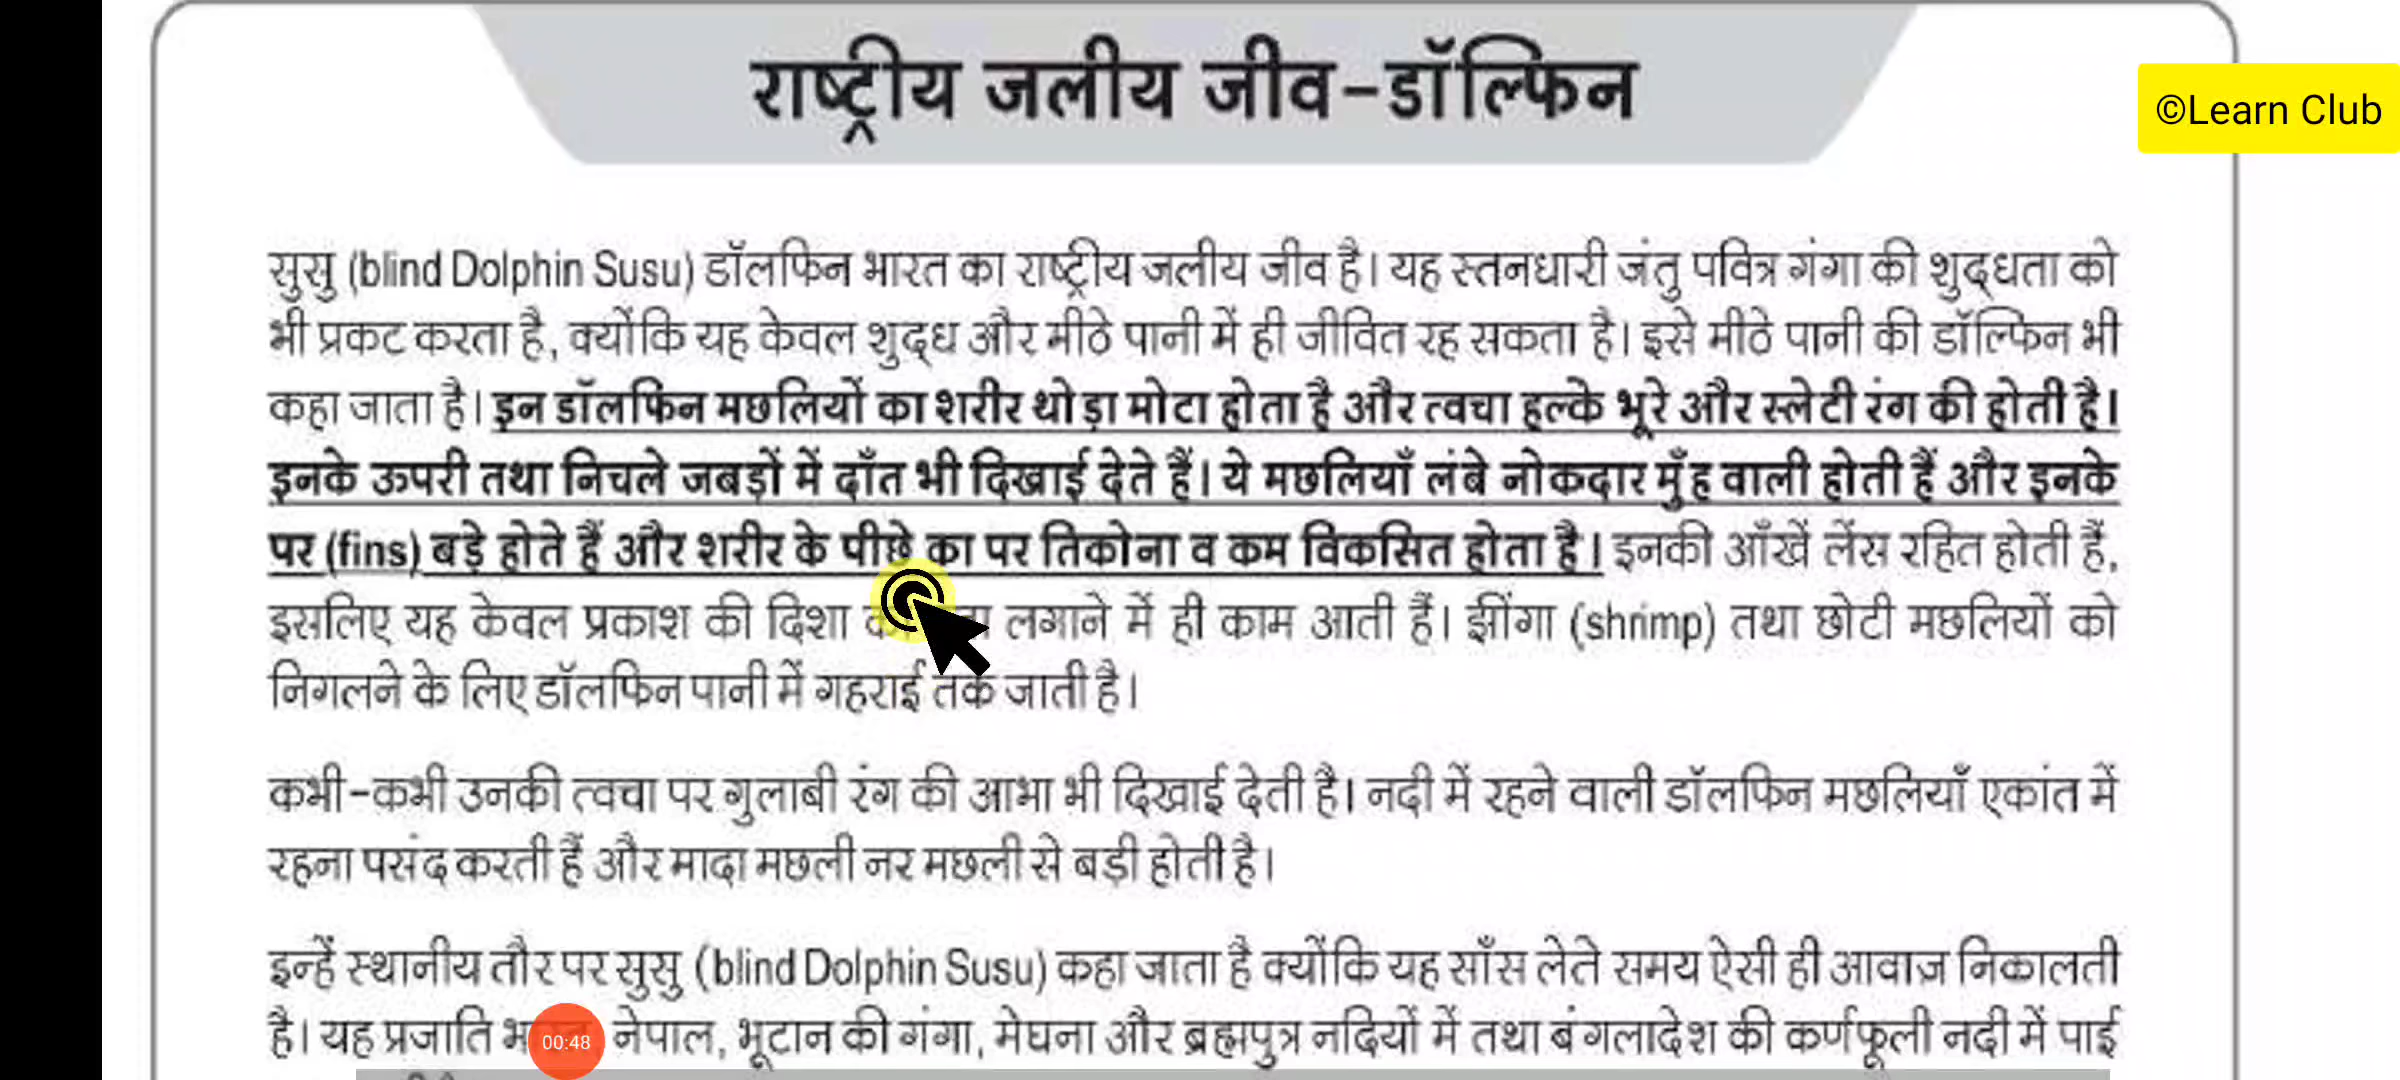 राष्ट्रीय जलीय जीव-डॉल्फिन
©Learn Club
सुसु (blind Dolphin Susu) डॉलफिन भारत का राष्ट्रीय जलीय जीव है। यह स्तनधारी जंतु पवित्र गंगा की शुद्धता को
भी प्रकट करता है, क्योंकि यह केवल शुद्ध और मीठे पानी में ही जीवित रह सकता है। इसे मीठे पानी की डॉल्फिन भी
कहा जाता है। इन डॉलफिन मछलियों का शरीर थोड़ा मोटा होता है और त्वचा हल्के भूरे और स्लेटी रंग की होती है।
इनके ऊपरी तथा निचले जबड़ों में दाँत भी दिखाई देते हैं। ये मछलियाँ लंबे नोकदार मुँह वाली होती हैं और इनके
पर (fins) बड़े होते हैं और शरीर के पीछे का पर तिकोना व कम विकसित होता है। इनकी आँखें लेंस रहित होती हैं,
इसलिए यह केवल प्रकाश की दिशा लगाने में ही काम आती हैं। झींगा (shrimp) तथा छोटी मछलियों को
निगलने के लिए डॉलफिन पानी में गहराई तक जाती है।
कभी-कभी उनकी त्वचा पर गुलाबी रंग की आभा भी दिखाई देती है। नदी में रहने वाली डॉलफिन मछलियाँ एकांत में
रहना पसंद करती हैं और मादा मछली नर मछली से बड़ी होती है।
इन्हें स्थानीय तौर पर सुसु (blind Dolphin Susu) कहा जाता है क्योंकि यह साँस लेते समय ऐसी ही आवाज़ निकालती
है। यह प्रजाति नेपाल, भूटान की गंगा, मेघना और ब्रह्मपुत्र नदियों में तथा बंगलादेश की कर्णफूली नदी में पाई
00:48